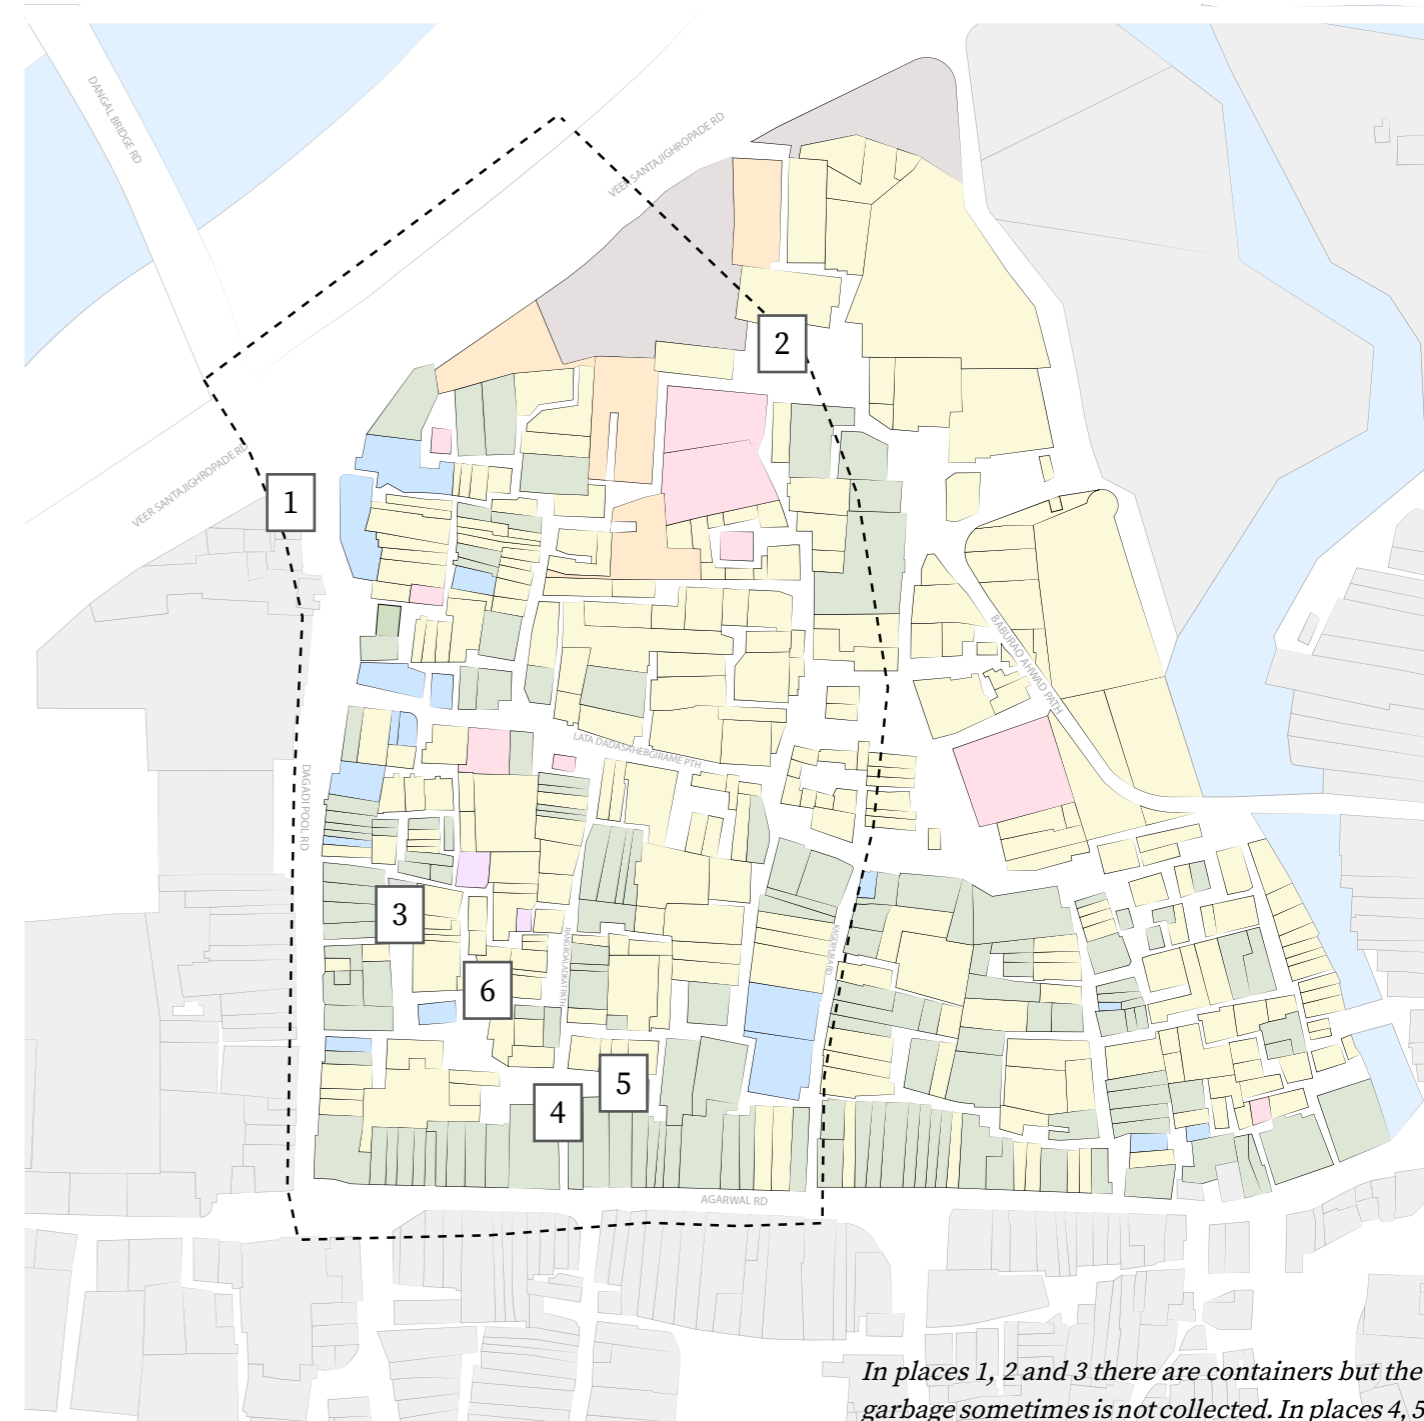 DANGAL BRIDGE RD
VEER SANTAJIGHROPADE RD
2
VEER SANTAJIGHROPADE RD
1
BABURAO AHWAD PATH
LATA DADASAHEBGIRAME PTH
DAGADI POOL RD
3
6
5
4
AGARWAL RD
In places 1, 2 and 3 there are containers but the
garbage sometimes is not collected. In places 4, 5